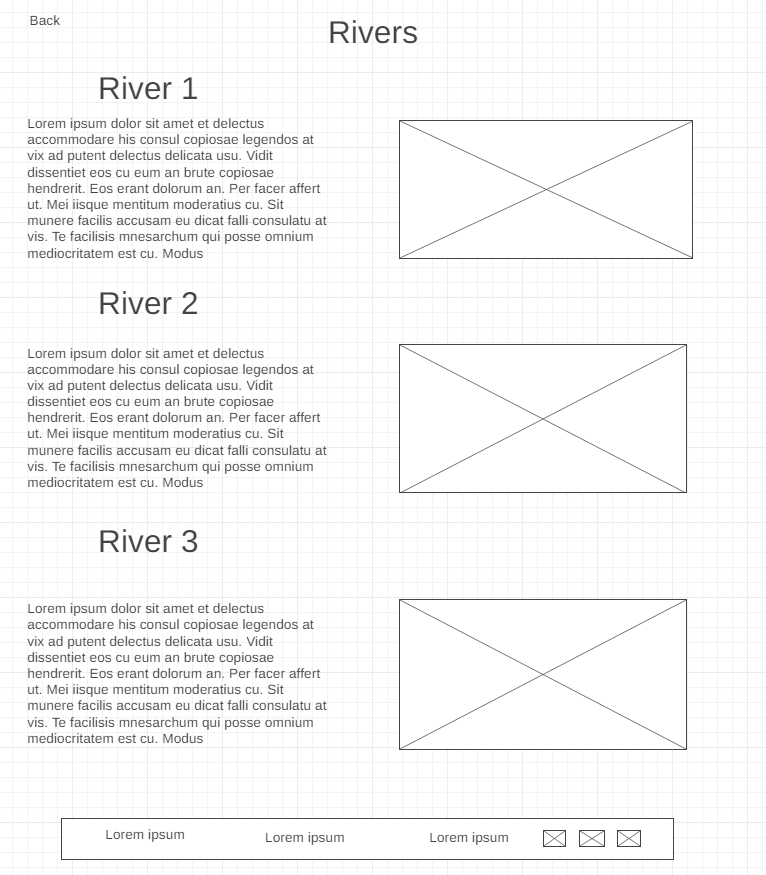 Back
Rivers
River 1
Lorem ipsum dolor sit amet et delectus
accommodare his consul copiosae legendos at
vix ad putent delectus delicata usu. Vidit
dissentiet eos cu eum an brute copiosae
hendrerit. Eos erant dolorum an. Per facer affert
ut. Mei iisque mentitum moderatius cu. Sit
munere facilis accusam eu dicat falli consulatu at
vis. Te facilisis mnesarchum qui posse omnium
mediocritatem est cu. Modus
River 2
Lorem ipsum dolor sit amet et delectus
accommodare his consul copiosae legendos at
vix ad putent delectus delicata usu. Vidit
dissentiet eos cu eum an brute copiosae
hendrerit. Eos erant dolorum an. Per facer affert
ut. Mei iisque mentitum moderatius cu. Sit
munere facilis accusam eu dicat falli consulatu at
vis. Te facilisis mnesarchum qui posse omnium
mediocritatem est cu. Modus
River 3
Lorem ipsum dolor sit amet et delectus
accommodare his consul copiosae legendos at
vix ad putent delectus delicata usu. Vidit
dissentiet eos cu eum an brute copiosae
hendrerit. Eos erant dolorum an. Per facer affert
ut. Mei iisque mentitum moderatius cu. Sit
munere facilis accusam eu dicat falli consulatu at
vis. Te facilisis mnesarchum qui posse omnium
mediocritatem est cu. Modus
Lorem ipsum
Lorem ipsum
Lorem ipsum